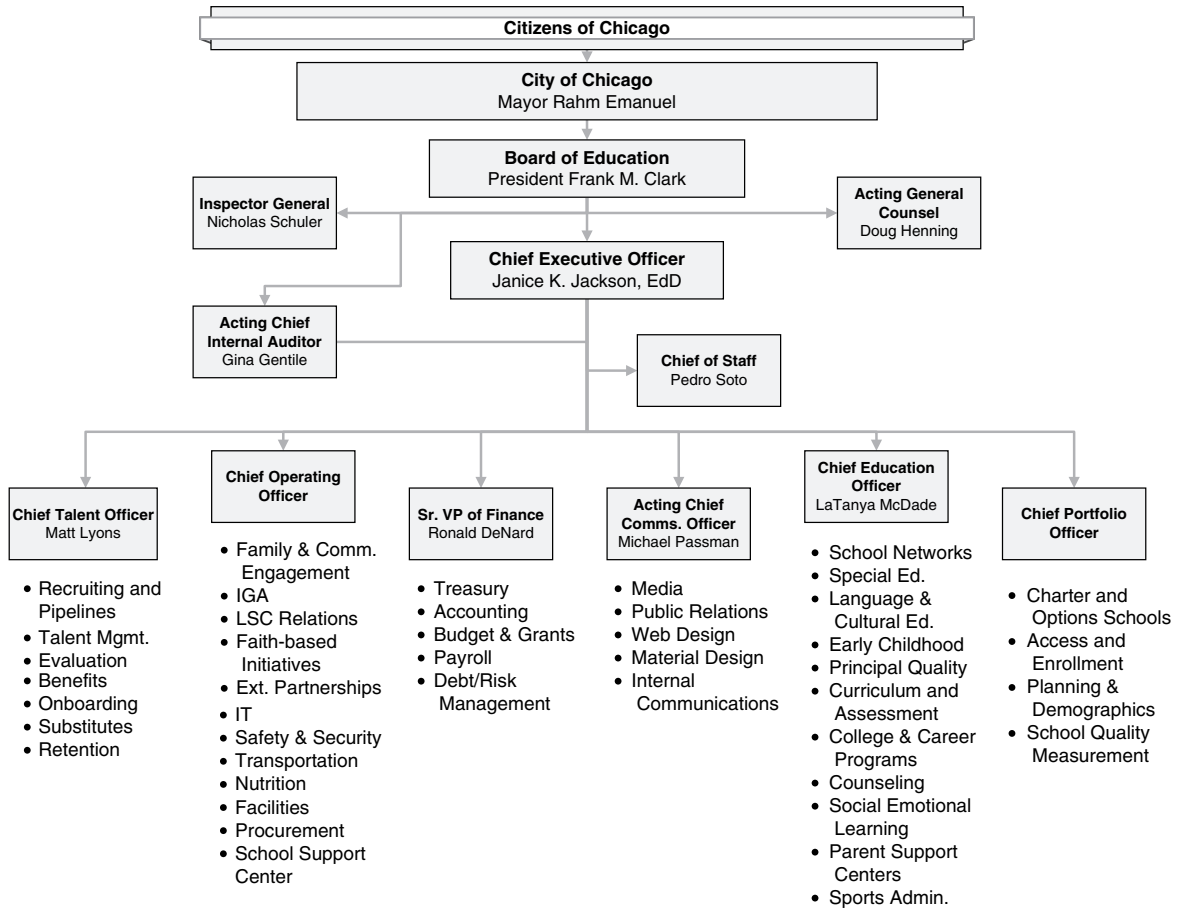 Citizens of Chicago
City of Chicago
Mayor Rahm Emanuel
Board of Education
President Frank M. Clark
Inspector General
Nicholas Schuler
Acting General
Counsel
Doug Henning
Chief Executive Officer
Janice K. Jackson, EdD
Acting Chief
Internal Auditor
Gina Gentile
Chief of Staff
Pedro Soto
Chief Talent Officer
Matt Lyons
• Recruiting and
Pipelines
• Talent Mgmt.
• Evaluation
• Benefits
• Onboarding
• Substitutes
• Retention
Chief Operating
Officer
• Family & Comm.
Engagement
• IGA
• LSC Relations
• Faith-based
Initiatives
• Ext. Partnerships
• IT
• Safety & Security
• Transportation
• Nutrition
• Facilities
• Procurement
• School Support
Center
Sr. VP of Finance
Ronald DeNard
• Treasury
• Accounting
• Budget & Grants
• Payroll
• Debt/Risk
Management
Acting Chief
Comms. Officer
Michael Passman
• Media
• Public Relations
• Web Design
• Material Design
• Internal
Communications
Chief Education
Officer
LaTanya McDade
• School Networks
• Special Ed.
• Language &
Cultural Ed.
• Early Childhood
• Principal Quality
• Curriculum and
Assessment
• College & Career
Programs
• Counseling
• Social Emotional
Learning
• Parent Support
Centers
• Sports Admin.
Chief Portfolio
Officer
• Charter and
Options Schools
• Access and
Enrollment
• Planning &
Demographics
• School Quality
Measurement